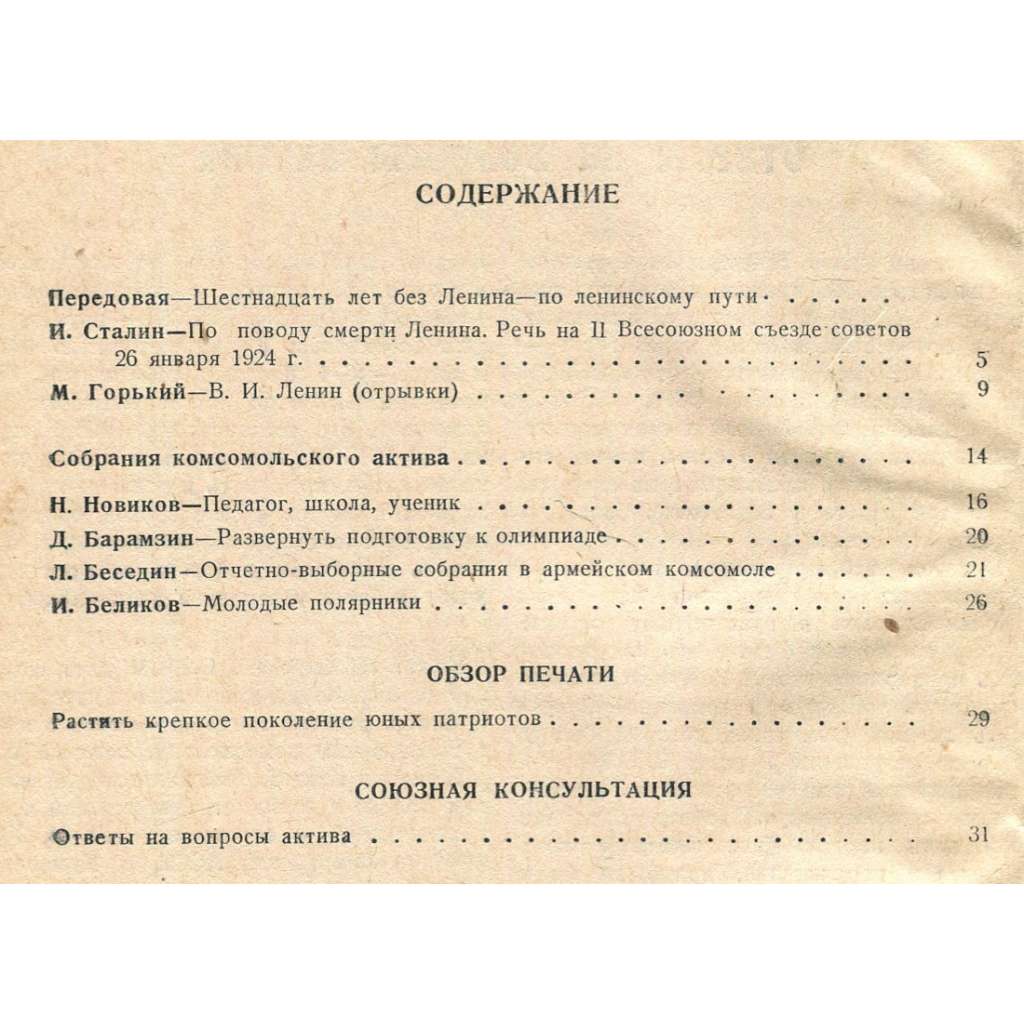 СОДЕРЖАНИЕ
Передовая—Шестнадцать лет без Ленина—по ленинскому пути . . . . . .
И. Сталин—По поводу смерти Ленина. Речь на II Всесоюзном съезде советов
26 января 1924 г. . . . . . . . . . . . . . . . . . . . 5
М. Горький—В. И. Ленин (отрывки) . . . . . . . . . . . . . . . . . 9
Собрания комсомольского актива . . . . . . . . . . . . . . . . . . 14
Н. Новиков—Педагог, школа, ученик . . . . . . . . . . . . . . . . . 16
Д. Барамзин—Развернуть подготовку к олимпиаде . . . . . . . . . . . . 20
Л. Беседин—Отчетно-выборные собрания в армейском комсомоле . . . . . . 21
И. Беликов—Молодые полярники . . . . . . . . . . . . . . . . . . 26
ОБЗОР ПЕЧАТИ
Растить крепкое поколение юных патриотов . . . . . . . . . . . . . . 29
СОЮЗНАЯ КОНСУЛЬТАЦИЯ
Ответы на вопросы актива . . . . . . . . . . . . . . . . . . . . . 31